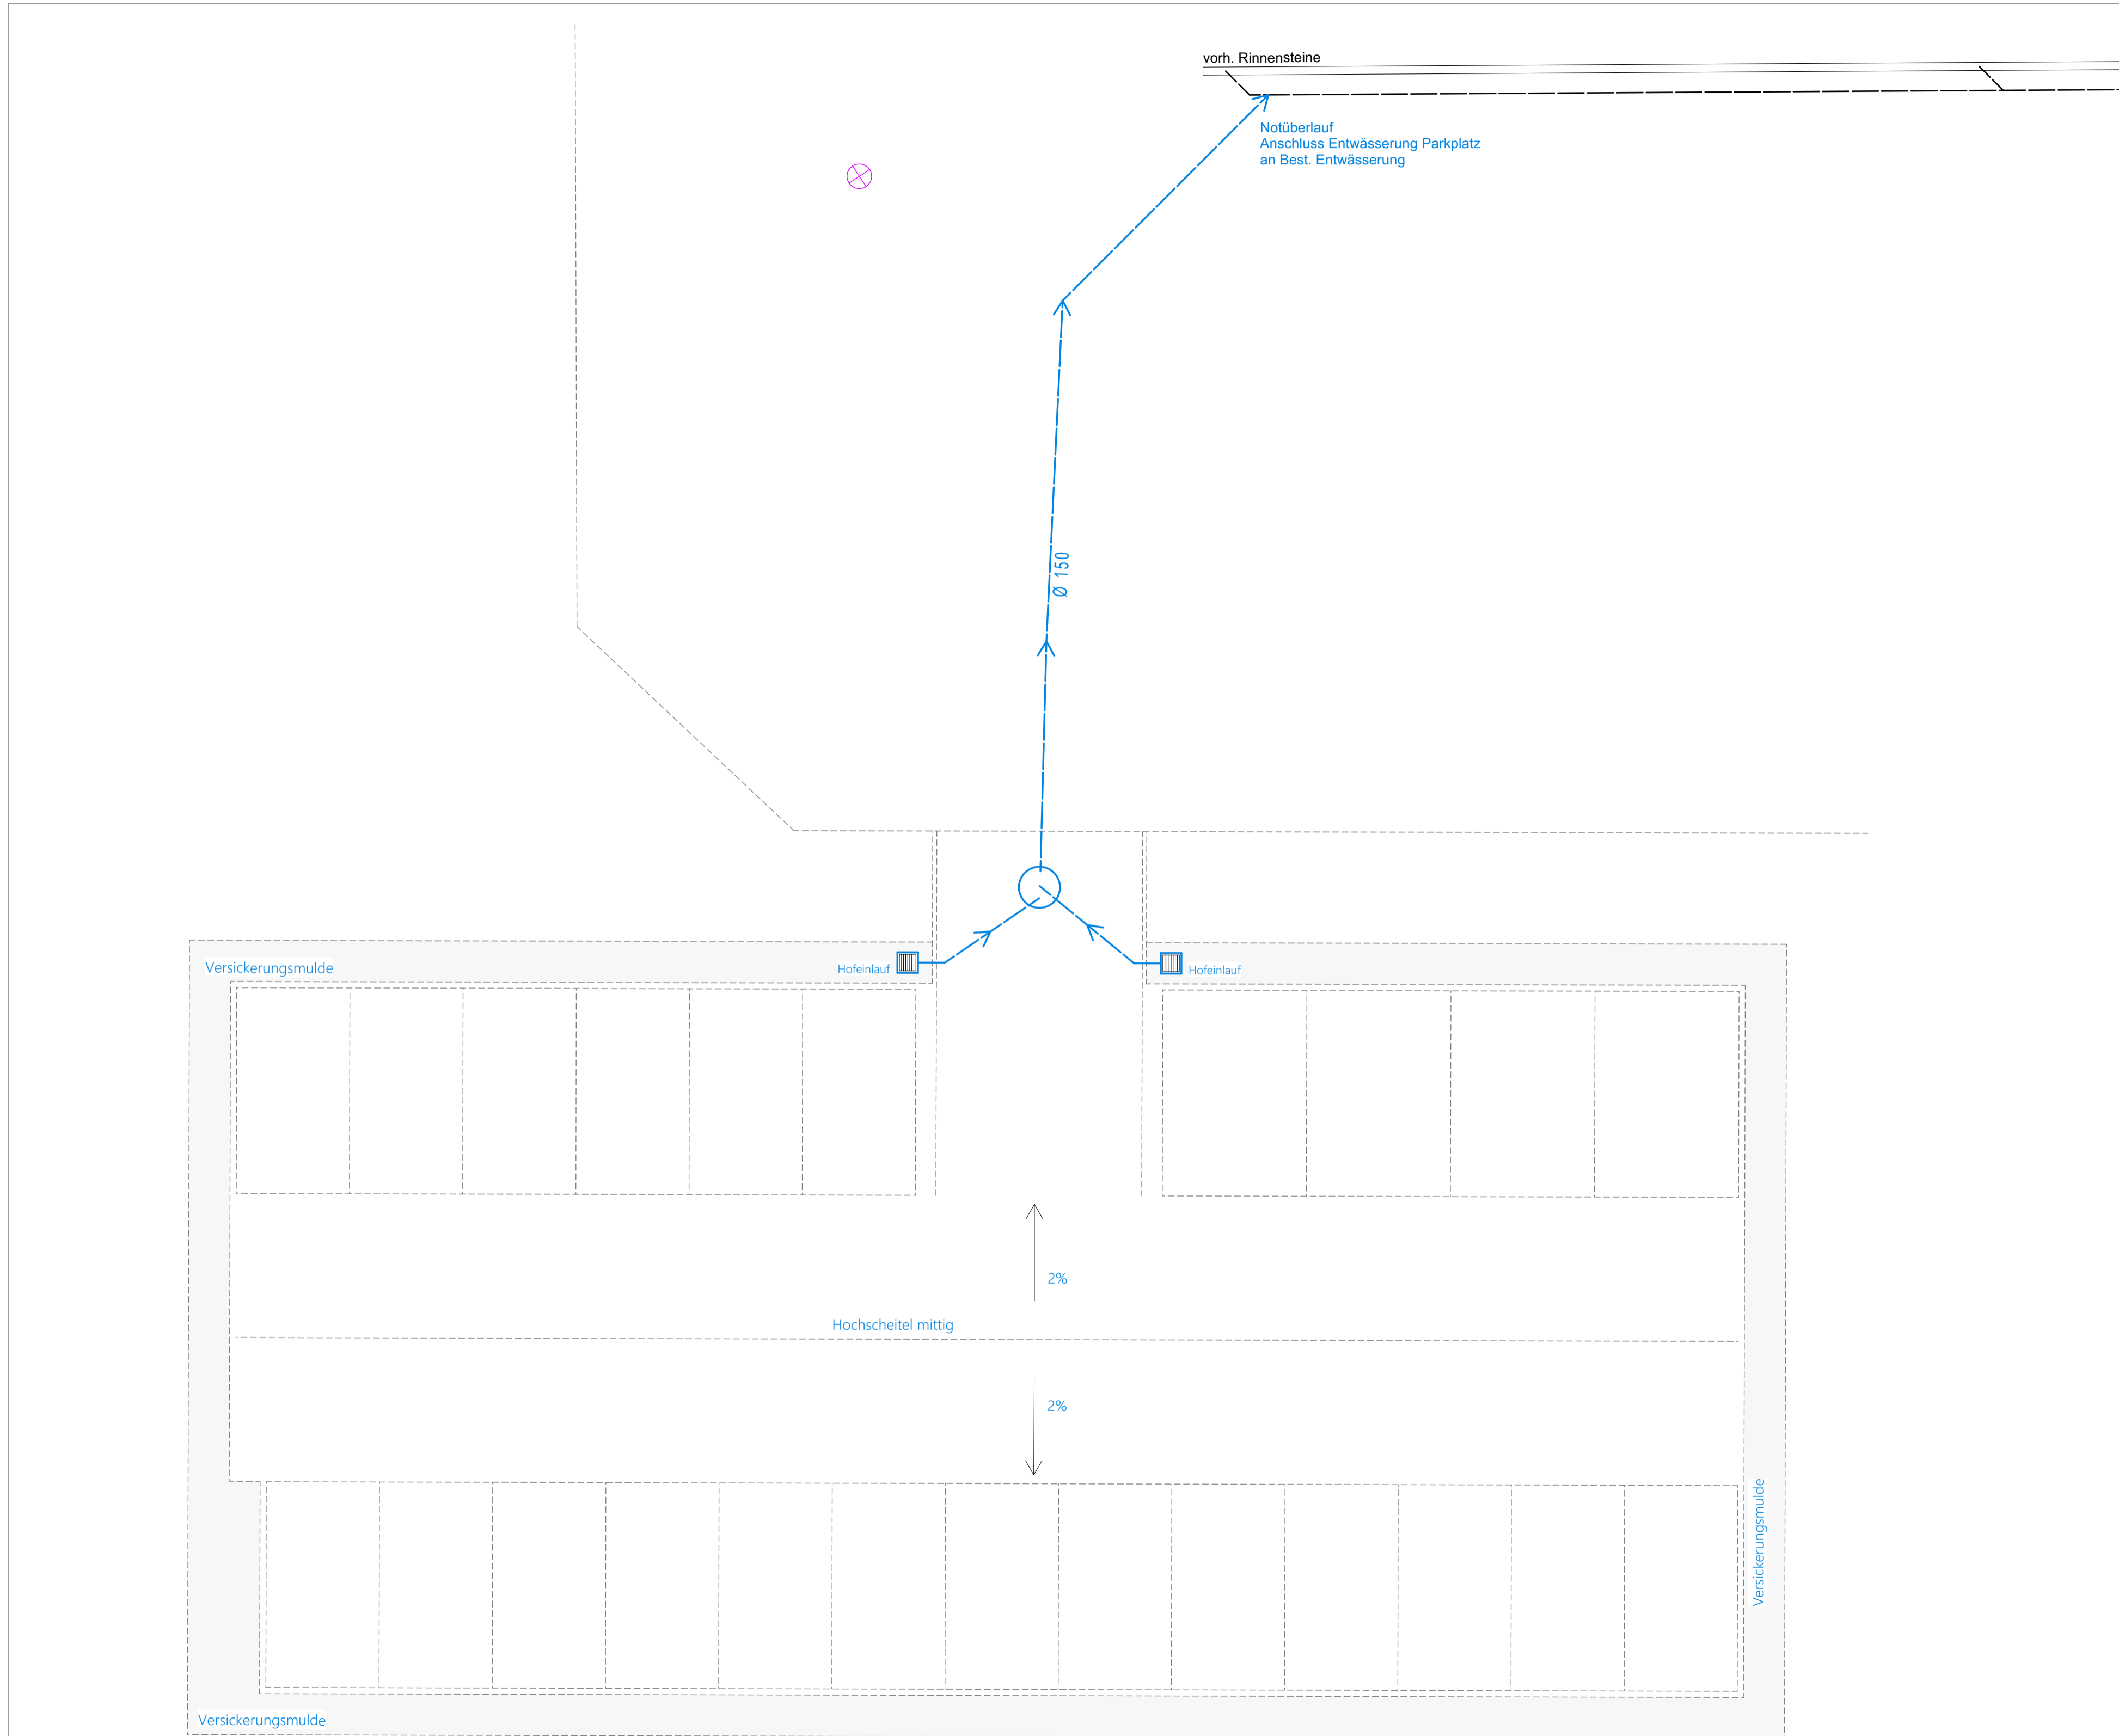 vorh. Rinnensteine
Notüberlauf
Anschluss Entwässerung Parkplatz
an Best. Entwässerung
Ø 150
Versickerungsmulde
Hofeinlauf
Hofeinlauf
2%
Hochscheitel mittig
2%
Versickerungsmulde
Versickerungsmulde